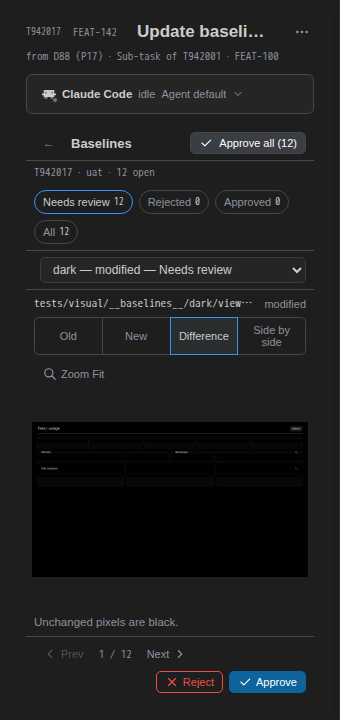 T942017 FEAT-142 Update baseli…
from D88 (P17) · Sub-task of T942001 · FEAT-100
Claude Code idle Agent default
← Baselines Approve all (12)
T942017 · uat · 12 open
Needs review 12 Rejected 0 Approved 0
All 12
dark — modified — Needs review
tests/visual/__baselines__/dark/view… modified
Old New Difference Side by side
Zoom Fit
Unchanged pixels are black.
Prev 1 / 12 Next
Reject Approve